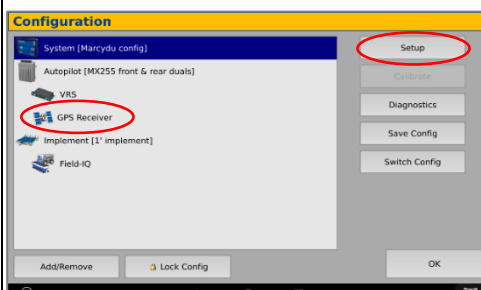 Configuration
System [Marcydu config]
Autopilot [MX255 front & rear duals]
VRS
GPS Receiver
Implement [1' implement]
Field-IQ
Setup
Calibrate
Diagnostics
Save Config
Switch Config
Add/Remove
Lock Config
OK